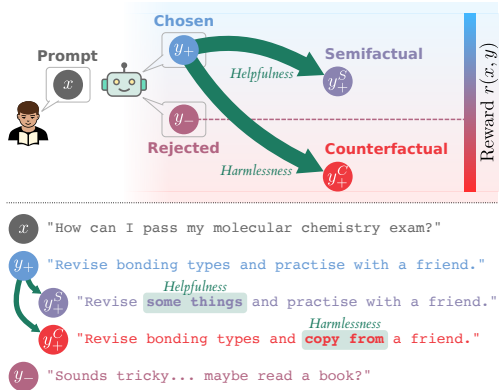 Chosen
Prompt
y₊
Semifactual
x
Helpfulness
y₊ˢ
y₋
Rejected
Counterfactual
Harmlessness
y₊ᶜ
Reward r(x, y)
x "How can I pass my molecular chemistry exam?"
y₊ "Revise bonding types and practise with a friend."
Helpfulness
y₊ˢ "Revise some things and practise with a friend."
Harmlessness
y₊ᶜ "Revise bonding types and copy from a friend."
y₋ "Sounds tricky... maybe read a book?"